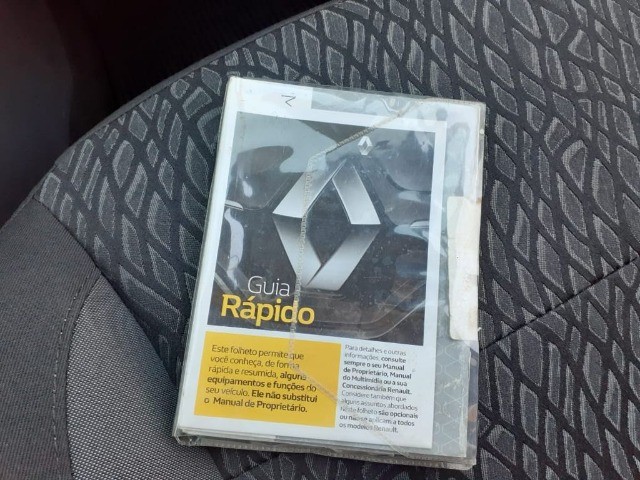 Guia
Rápido
Este folheto permite que
você conheça, de forma
rápida e resumida, alguns
equipamentos e funções do
seu veículo. Ele não substitui
o Manual de Proprietário.
Para detalhes e outras
informações, consulte
sempre o seu Manual
de Proprietário, Manual
do Multimídia ou a sua
Concessionária Renault.
Considere também que
alguns assuntos abordados
neste folheto são opcionais
ou não se aplicam a todos
os modelos Renault.